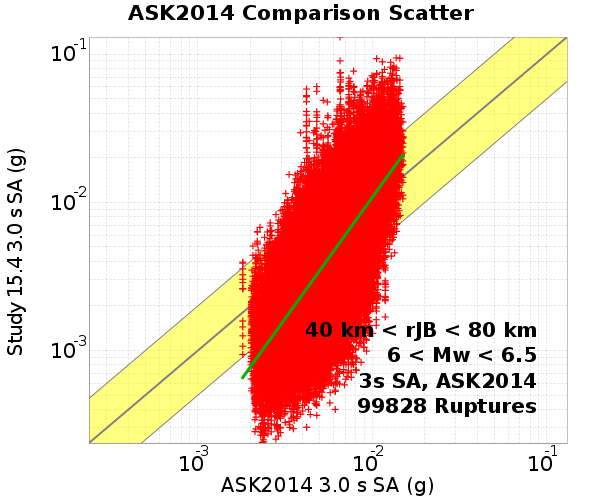 ASK2014 Comparison Scatter
10⁻¹
10⁻²
10⁻³
Study 15.4 3.0 s SA (g)
40 km < rJB < 80 km
6 < Mw < 6.5
3s SA, ASK2014
99828 Ruptures
10⁻³ 10⁻² 10⁻¹
ASK2014 3.0 s SA (g)